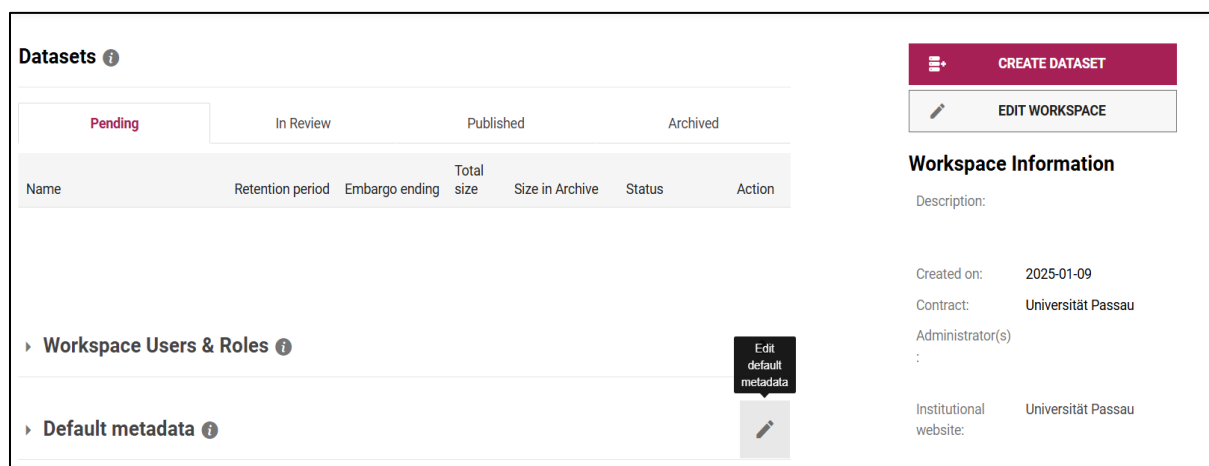 Datasets
CREATE DATASET
EDIT WORKSPACE
Pending In Review Published Archived
Name Retention period Embargo ending Total size Size in Archive Status Action
Workspace Users & Roles
Edit
default
metadata
Default metadata
Workspace Information
Description:
Created on: 2025-01-09
Contract: Universität Passau
Administrator(s)
:
Institutional
website:
Universität Passau